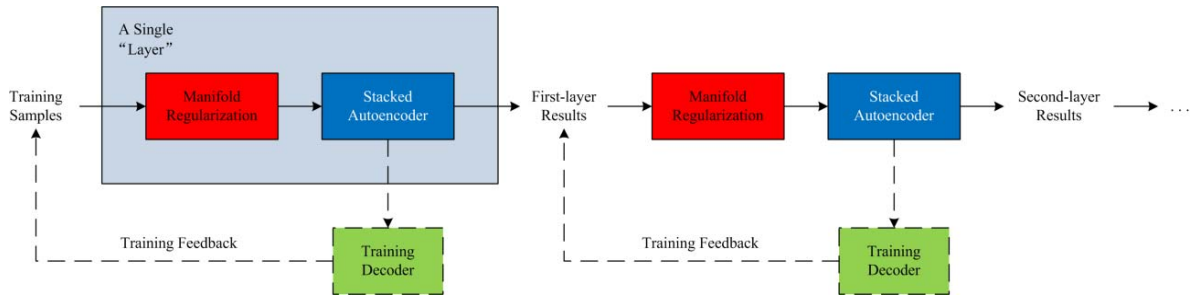 A Single
“Layer”
Training
Samples
Manifold
Regularization
Stacked
Autoencoder
First-layer
Results
Manifold
Regularization
Stacked
Autoencoder
Second-layer
Results
...
Training Feedback
Training
Decoder
Training Feedback
Training
Decoder